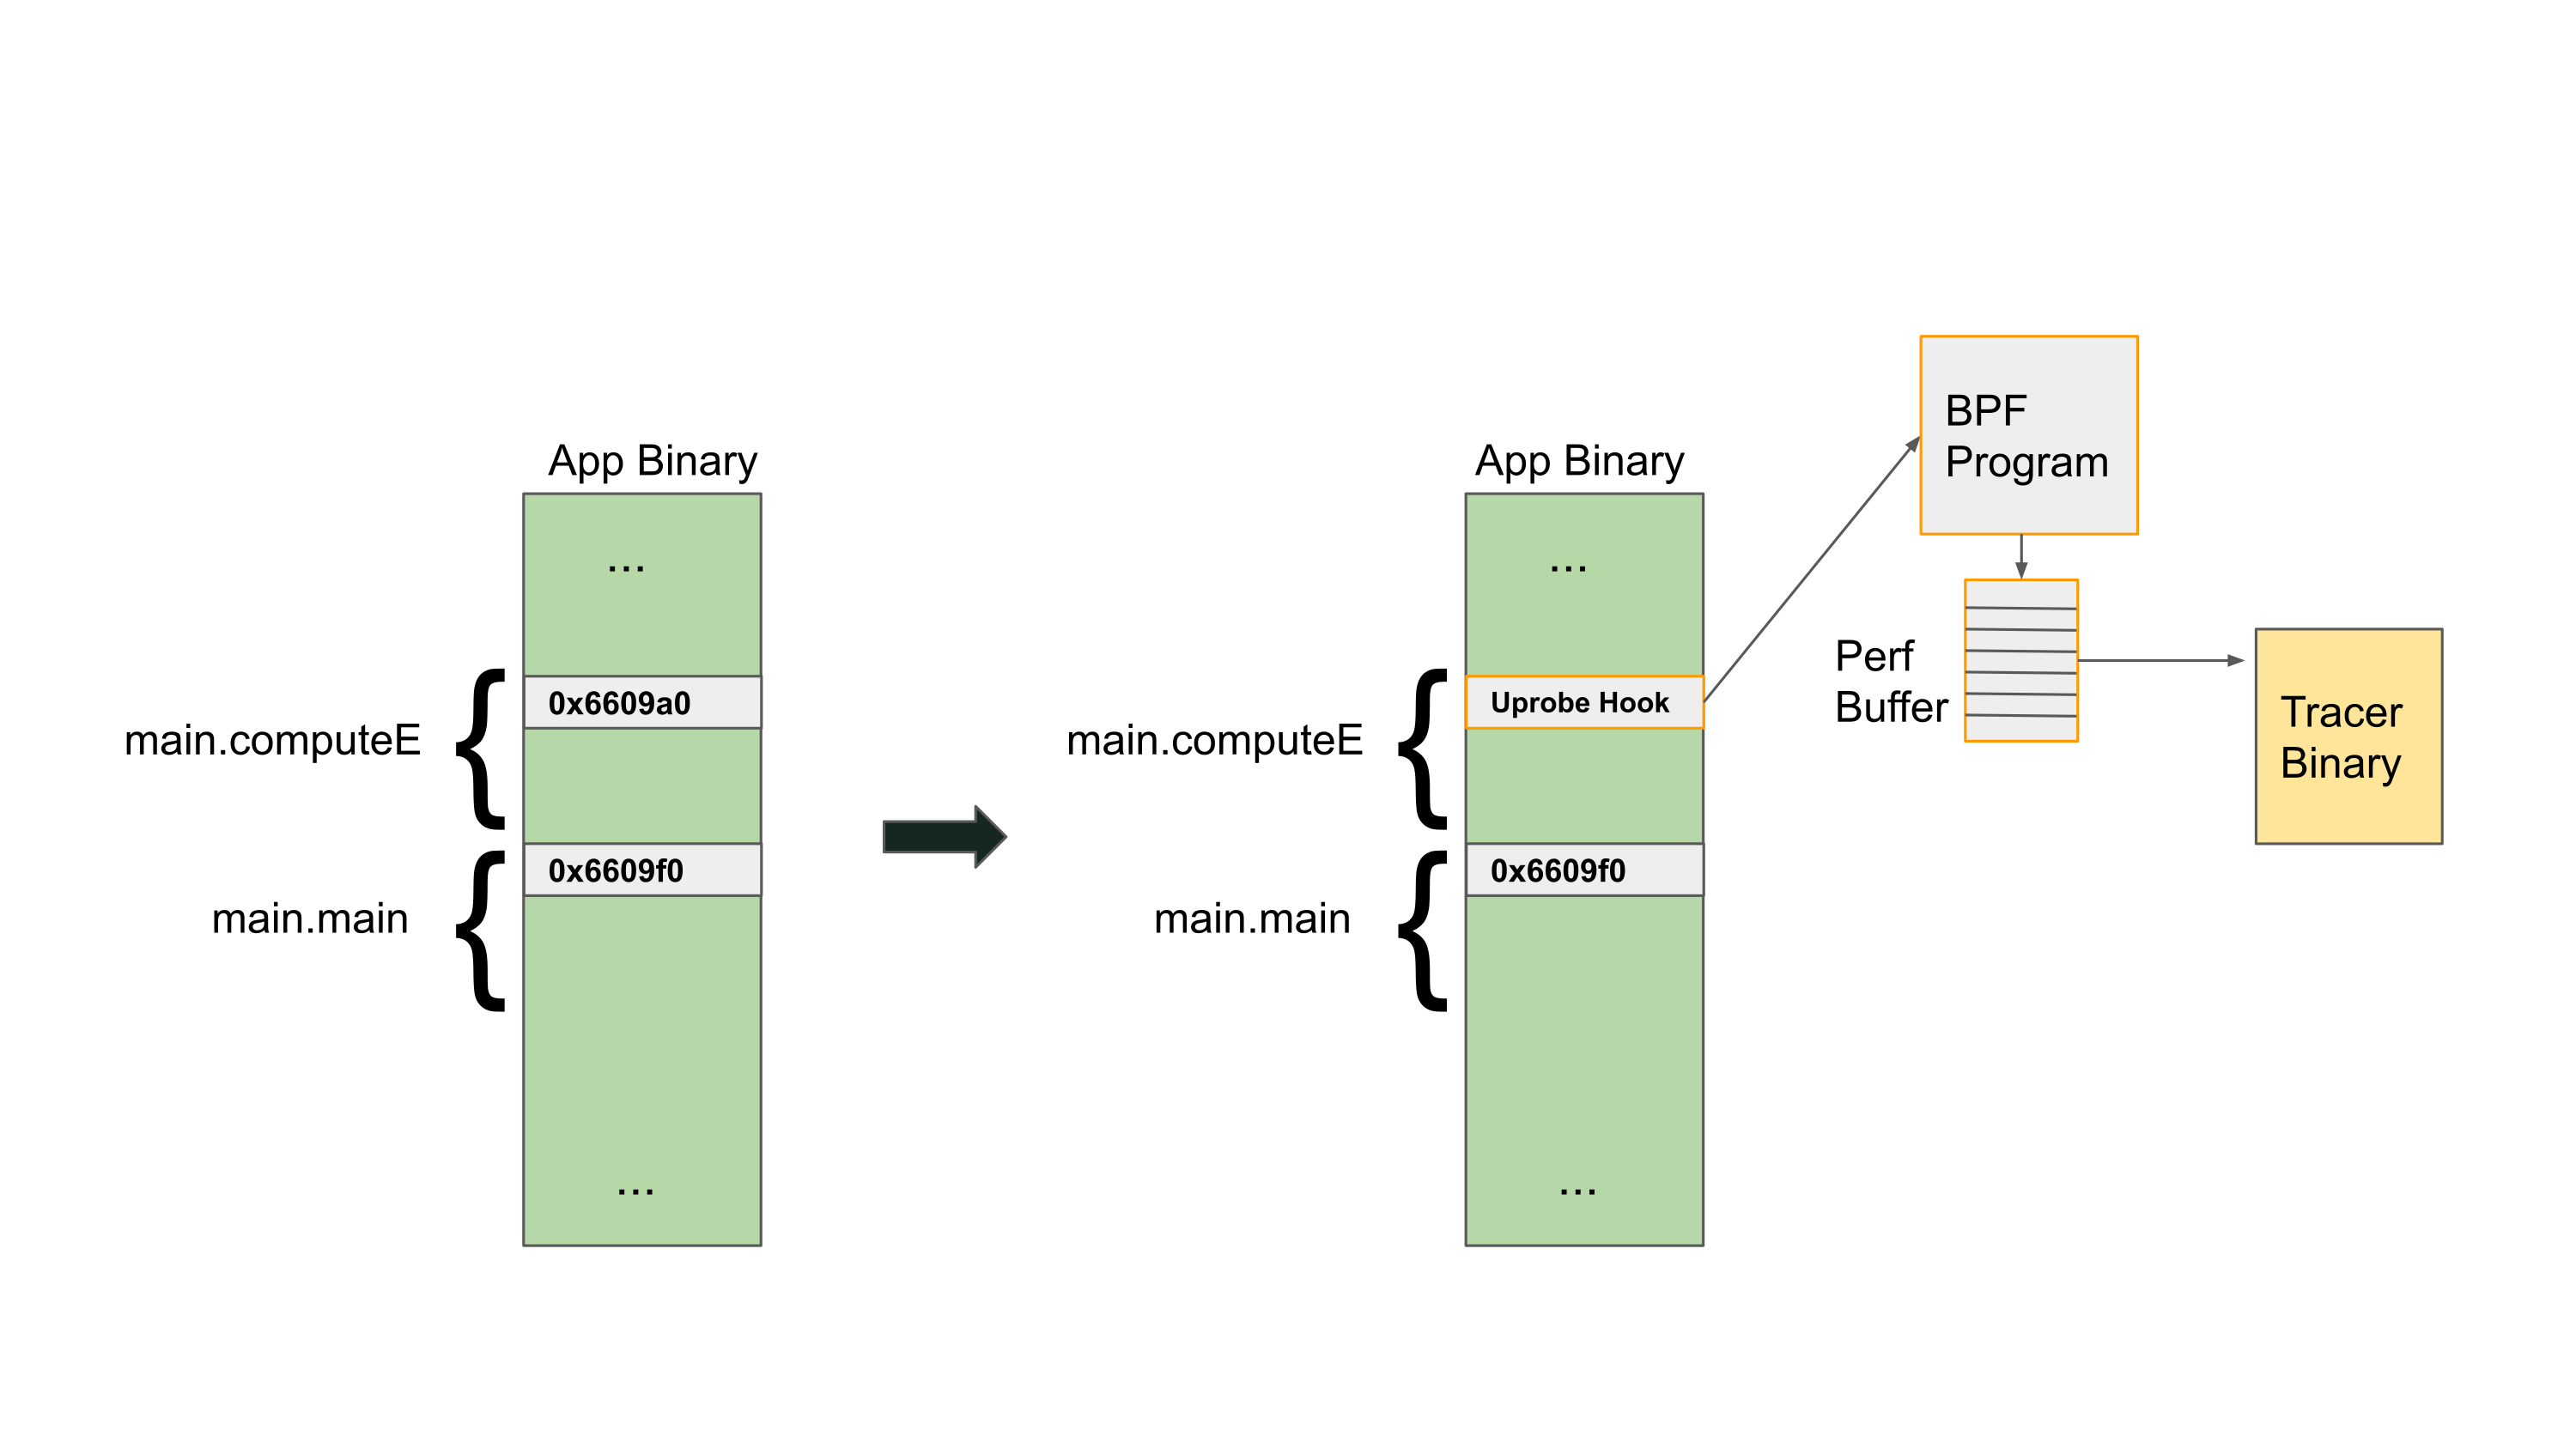 App Binary
...
0x6609a0
main.computeE
0x6609f0
main.main
...
App Binary
...
Uprobe Hook
main.computeE
0x6609f0
main.main
...
BPF
Program
Perf
Buffer
Tracer
Binary